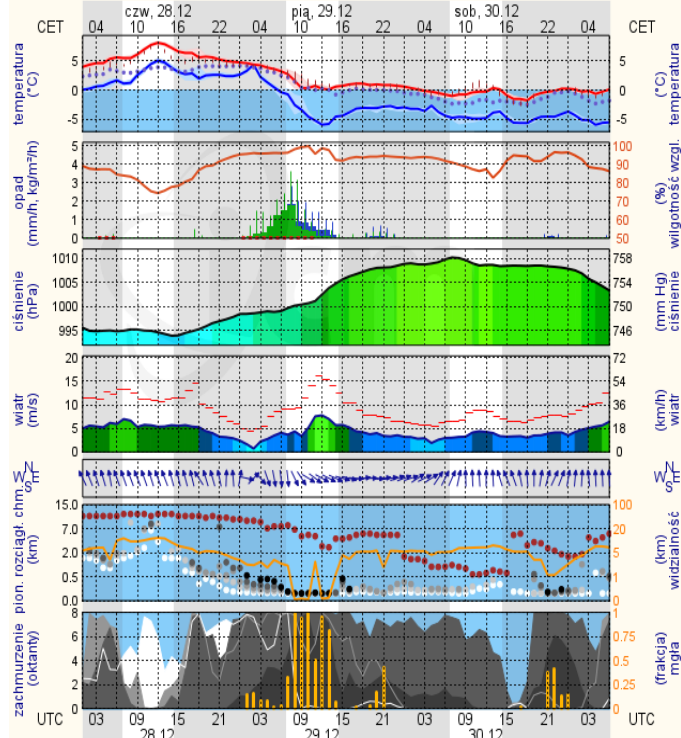 czw, 28.12 pią, 29.12 sob, 30.12
CET 04 10 16 22 04 10 16 22 04 10 16 22 04 CET
temperatura (°C) 5 0 -5 5 0 -5 (°C) temperatura
opad (mm/h, kg/m²/h) 5 4 3 2 1 0 100 90 80 70 60 50 (%) wilgotność wzgl.
ciśnienie (hPa) 1010 1005 1000 995 758 754 750 746 (mm Hg) ciśnienie
wiatr (m/s) 20 15 10 5 0 72 54 36 18 0 (km/h) wiatr
N W E S N W E S
pion. rozciągł. chm. (km) 15.0 7.0 2.0 0.5 0.0 100 20 5 1 0 (km) widzialność
zachmurzenie (oktanty) 8 6 4 2 0 1 0.75 0.5 0.25 0 (frakcja) mgła
UTC 03 09 15 21 03 09 15 21 03 09 15 21 03 UTC
28.12 29.12 30.12